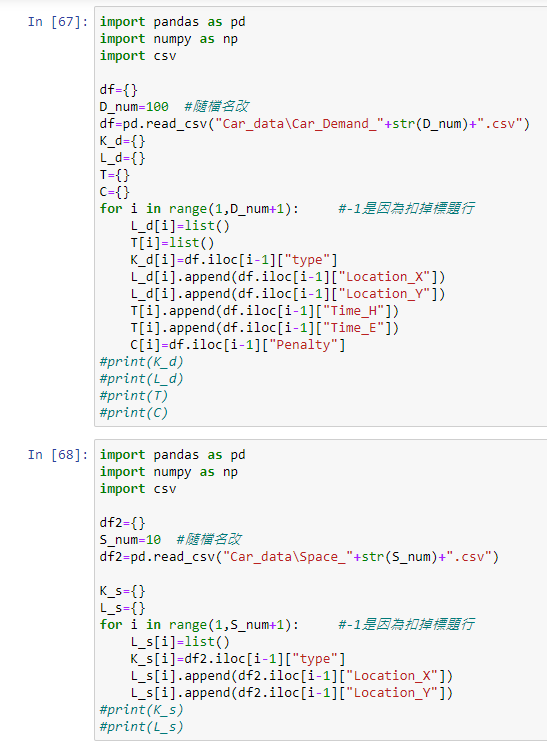 In [67]: import pandas as pd
import numpy as np
import csv
df={}
D_num=100  #隨檔名改
df=pd.read_csv("Car_data\Car_Demand_"+str(D_num)+".csv")
K_d={}
L_d={}
T={}
C={}
for i in range(1,D_num+1):     #-1是因為扣掉標題行
    L_d[i]=list()
    T[i]=list()
    K_d[i]=df.iloc[i-1]["type"]
    L_d[i].append(df.iloc[i-1]["Location_X"])
    L_d[i].append(df.iloc[i-1]["Location_Y"])
    T[i].append(df.iloc[i-1]["Time_H"])
    T[i].append(df.iloc[i-1]["Time_E"])
    C[i]=df.iloc[i-1]["Penalty"]
#print(K_d)
#print(L_d)
#print(T)
#print(C)
In [68]: import pandas as pd
import numpy as np
import csv
df2={}
S_num=10  #隨檔名改
df2=pd.read_csv("Car_data\Space_"+str(S_num)+".csv")
K_s={}
L_s={}
for i in range(1,S_num+1):     #-1是因為扣掉標題行
    L_s[i]=list()
    K_s[i]=df2.iloc[i-1]["type"]
    L_s[i].append(df2.iloc[i-1]["Location_X"])
    L_s[i].append(df2.iloc[i-1]["Location_Y"])
#print(K_s)
#print(L_s)